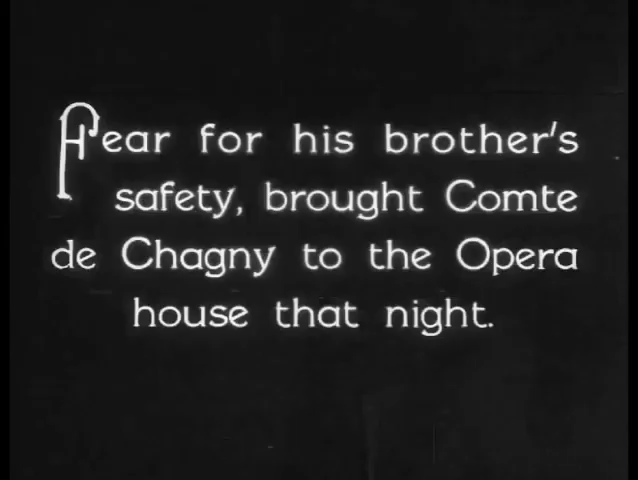 Fear for his brother's
safety, brought Comte
de Chagny to the Opera
house that night.